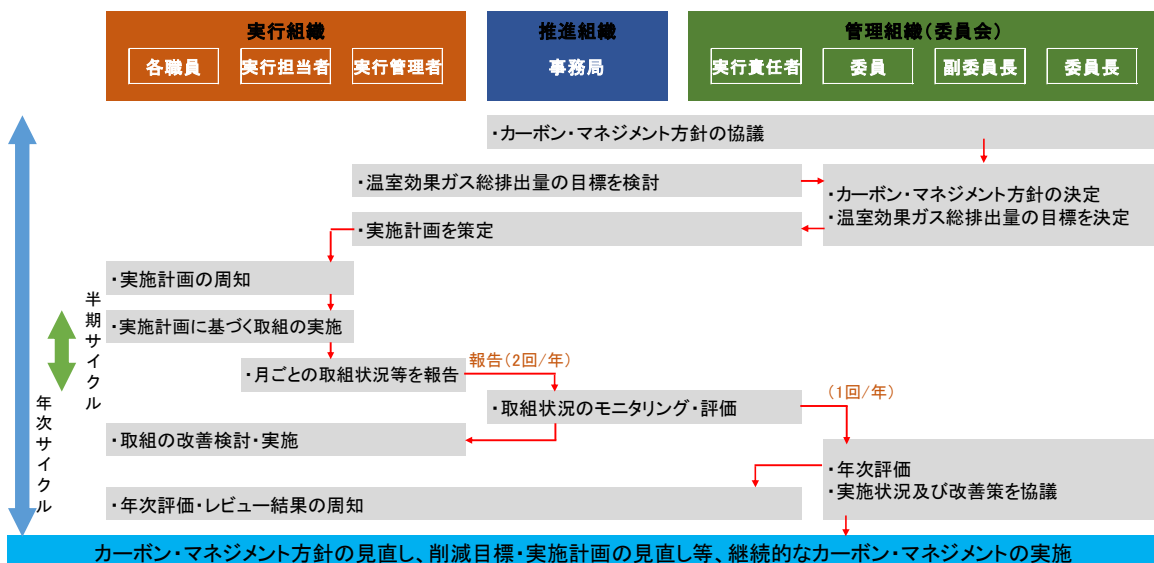 実行組織
各職員
実行担当者
実行管理者
推進組織
事務局
管理組織(委員会)
実行責任者
委員
副委員長
委員長
・カーボン・マネジメント方針の協議
・温室効果ガス総排出量の目標を検討
・カーボン・マネジメント方針の決定
・温室効果ガス総排出量の目標を決定
・実施計画を策定
・実施計画の周知
半期サイクル
・実施計画に基づく取組の実施
・月ごとの取組状況等を報告
報告(2回/年)
(1回/年)
年次サイクル
・取組状況のモニタリング・評価
・取組の改善検討・実施
・年次評価
・実施状況及び改善策を協議
・年次評価・レビュー結果の周知
カーボン・マネジメント方針の見直し、削減目標・実施計画の見直し等、継続的なカーボン・マネジメントの実施